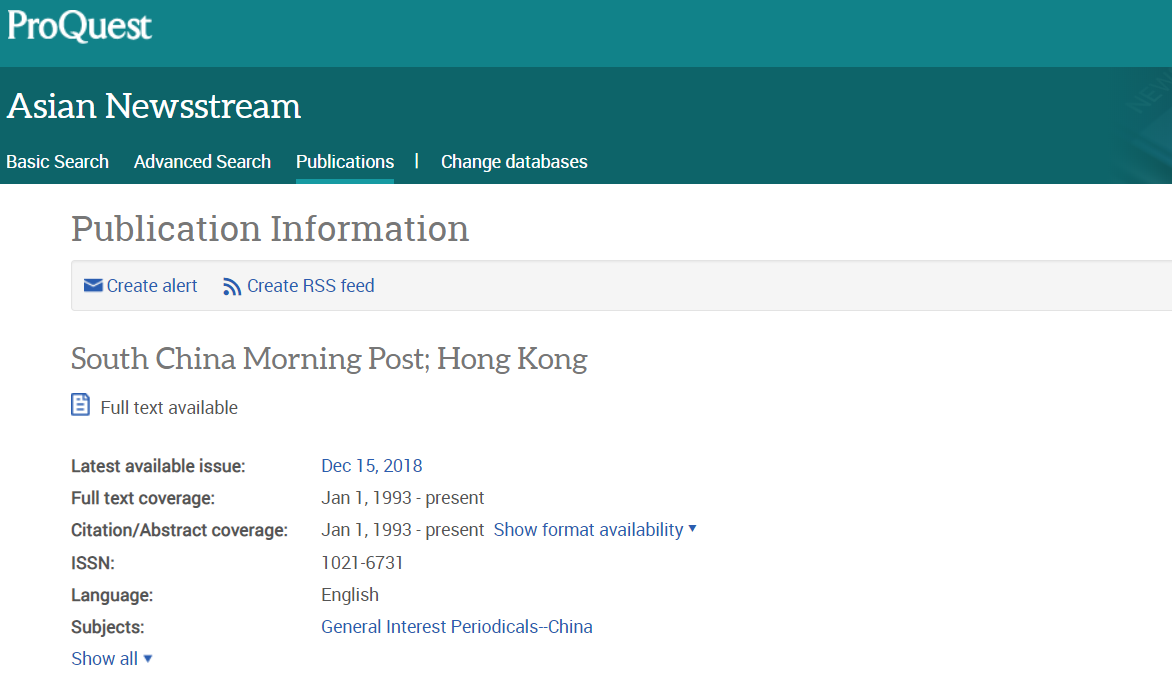 ProQuest
Asian Newsstream
Basic Search Advanced Search Publications | Change databases
Publication Information
Create alert Create RSS feed
South China Morning Post; Hong Kong
Full text available
Latest available issue: Dec 15, 2018
Full text coverage: Jan 1, 1993 - present
Citation/Abstract coverage: Jan 1, 1993 - present Show format availability
ISSN: 1021-6731
Language: English
Subjects: General Interest Periodicals--China
Show all